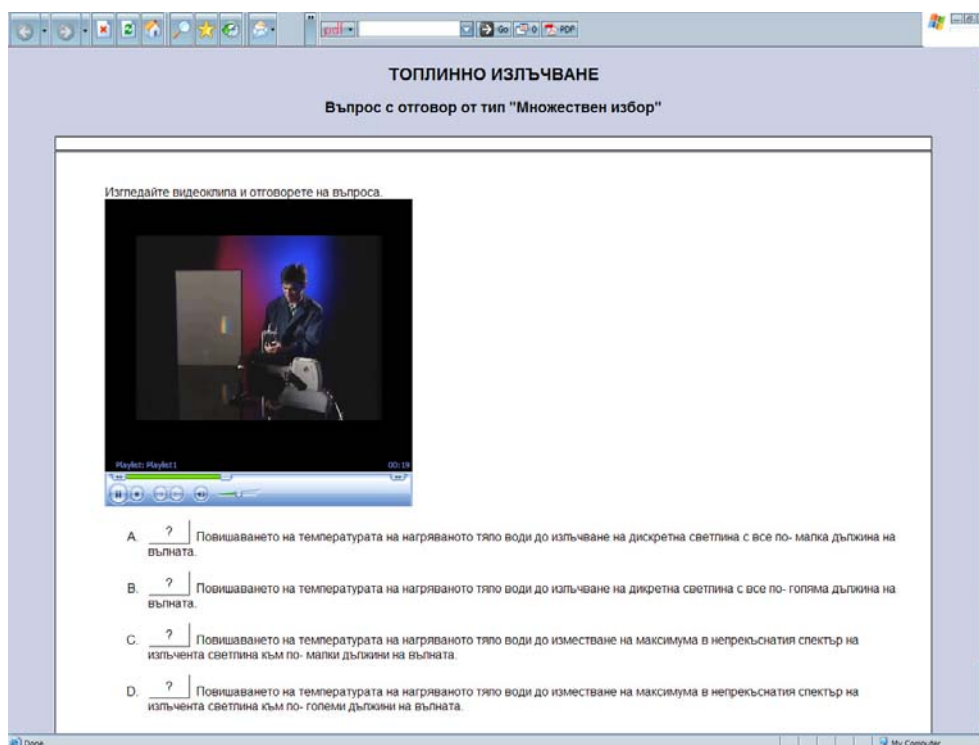 pdf Go 0 PDF
ТОПЛИННО ИЗЛЪЧВАНЕ
Въпрос с отговор от тип "Множествен избор"
Изгледайте видеоклипа и отговорете на въпроса.
Playlist: Playlist1 00:19
A. ? Повишаването на температурата на нагряваното тяло води до излъчване на дискретна светлина с все по- малка дължина на
вълната.
B. ? Повишаването на температурата на нагряваното тяло води до излъчване на дикретна светлина с все по- голяма дължина на
вълната.
C. ? Повишаването на температурата на нагряваното тяло води до изместване на максимума в непрекъснатия спектър на
излъчента светлина към по- малки дължини на вълната.
D. ? Повишаването на температурата на нагряваното тяло води до изместване на максимума в непрекъснатия спектър на
излъчента светлина към по- големи дължини на вълната.
Done My Computer